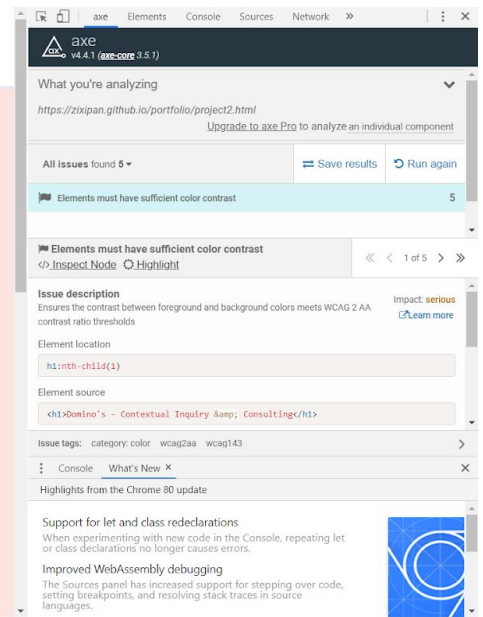 axe Elements Console Sources Network »
axe
v4.4.1 (axe-core 3.5.1)
What you're analyzing
https://zixipan.github.io/portfolio/project2.html
Upgrade to axe Pro to analyze an individual component
All issues found 5 Save results Run again
Elements must have sufficient color contrast 5
Elements must have sufficient color contrast
</> Inspect Node Highlight 1 of 5
Issue description Impact: serious
Ensures the contrast between foreground and background colors meets WCAG 2 AA Learn more
contrast ratio thresholds
Element location
h1:nth-child(1)
Element source
<h1>Domino's - Contextual Inquiry &amp; Consulting</h1>
Issue tags: category: color wcag2aa wcag143
Console What's New ×
Highlights from the Chrome 80 update
Support for let and class redeclarations
When experimenting with new code in the Console, repeating let
or class declarations no longer causes errors.
Improved WebAssembly debugging
The Sources panel has increased support for stepping over code,
setting breakpoints, and resolving stack traces in source
languages.